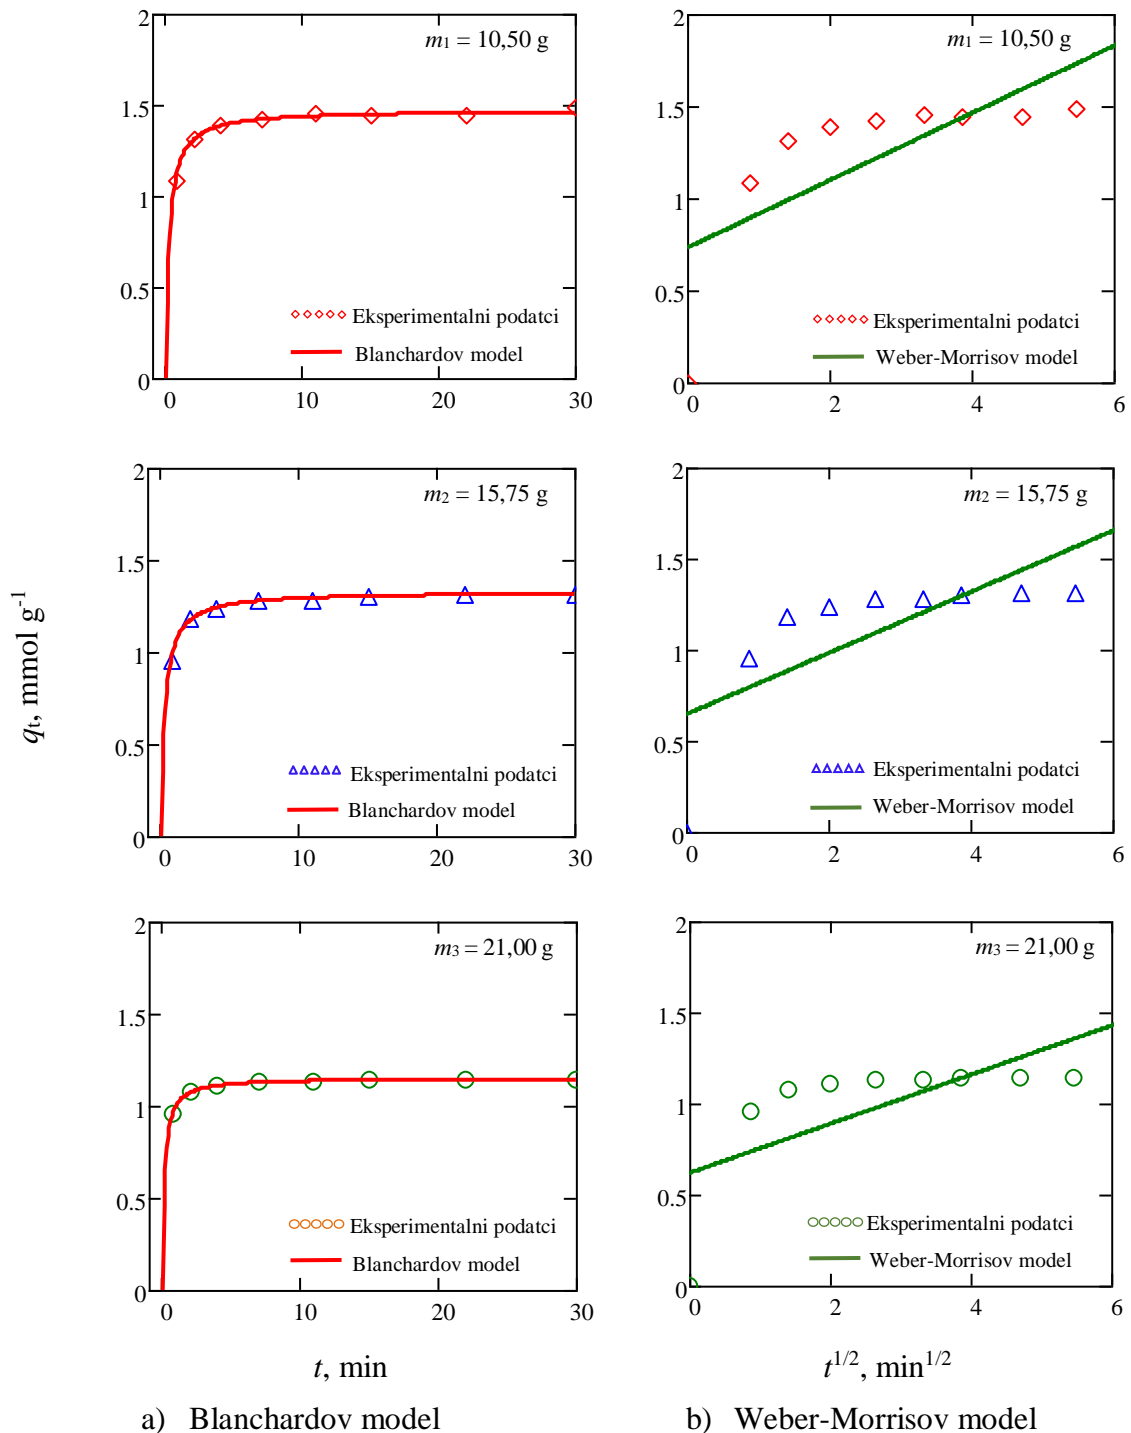 2
m1 = 10,50 g
1.5
1
0.5
Eksperimentalni podatci
Blanchardov model
0
0
10
20
30
2
m1 = 10,50 g
1.5
1
0.5
Eksperimentalni podatci
Weber-Morrisov model
0
0
2
4
6
qt, mmol g-1
2
m2 = 15,75 g
1.5
1
0.5
Eksperimentalni podatci
Blanchardov model
0
0
10
20
30
2
m2 = 15,75 g
1.5
1
0.5
Eksperimentalni podatci
Weber-Morrisov model
0
0
2
4
6
2
m3 = 21,00 g
1.5
1
0.5
Eksperimentalni podatci
Blanchardov model
0
0
10
20
30
2
m3 = 21,00 g
1.5
1
0.5
Eksperimentalni podatci
Weber-Morrisov model
0
0
2
4
6
t, min
t1/2, min1/2
a) Blanchardov model
b) Weber-Morrisov model